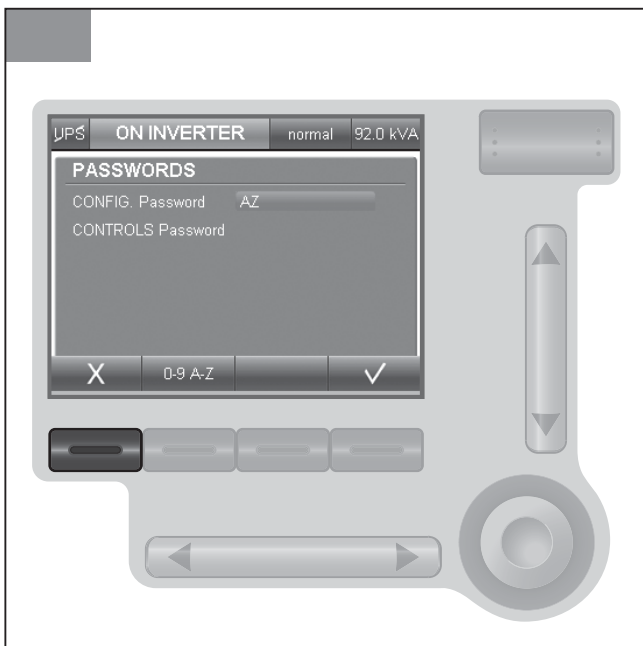 UPS ON INVERTER normal 92.0 kVA
PASSWORDS
CONFIG. Password AZ
CONTROLS Password
X 0-9 A-Z ✓